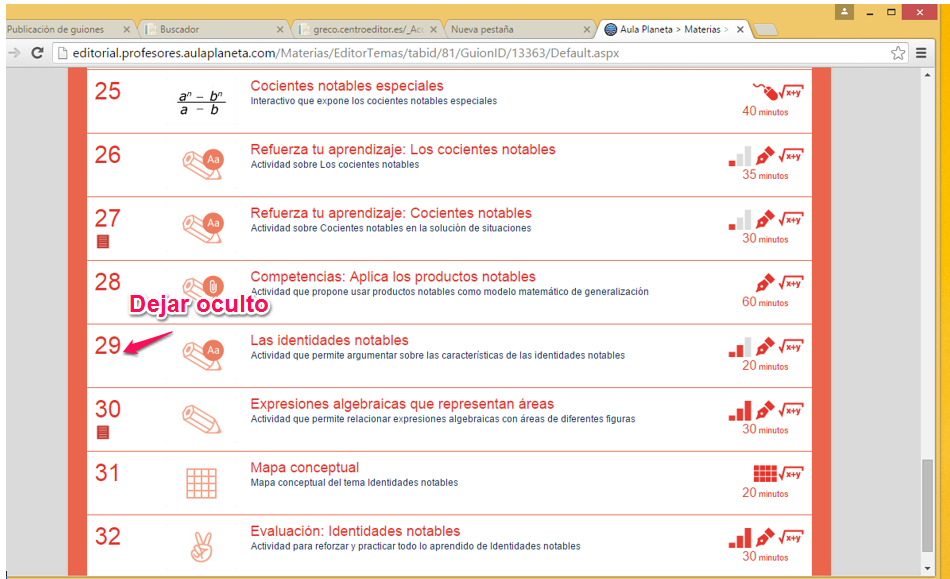 Publicación de guiones
Buscador
greco.centroeditor.es/_Acc
Nueva pestaña
Aula Planeta > Materias >
editorial.profesores.aulaplaneta.com/Materias/EditorTemas/tabid/81/GuionID/13363/Default.aspx
25
aⁿ − bⁿ
a − b
Cocientes notables especiales
Interactivo que expone los cocientes notables especiales
√x+y
40 minutos
26
Aa
Refuerza tu aprendizaje: Los cocientes notables
Actividad sobre Los cocientes notables
√x+y
35 minutos
27
Aa
Refuerza tu aprendizaje: Cocientes notables
Actividad sobre Cocientes notables en la solución de situaciones
√x+y
30 minutos
28
Competencias: Aplica los productos notables
Actividad que propone usar productos notables como modelo matemático de generalización
√x+y
60 minutos
Dejar oculto
29
Aa
Las identidades notables
Actividad que permite argumentar sobre las características de las identidades notables
√x+y
20 minutos
30
Expresiones algebraicas que representan áreas
Actividad que permite relacionar expresiones algebraicas con áreas de diferentes figuras
√x+y
30 minutos
31
Mapa conceptual
Mapa conceptual del tema Identidades notables
√x+y
20 minutos
32
Evaluación: Identidades notables
Actividad para reforzar y practicar todo lo aprendido de Identidades notables
√x+y
30 minutos